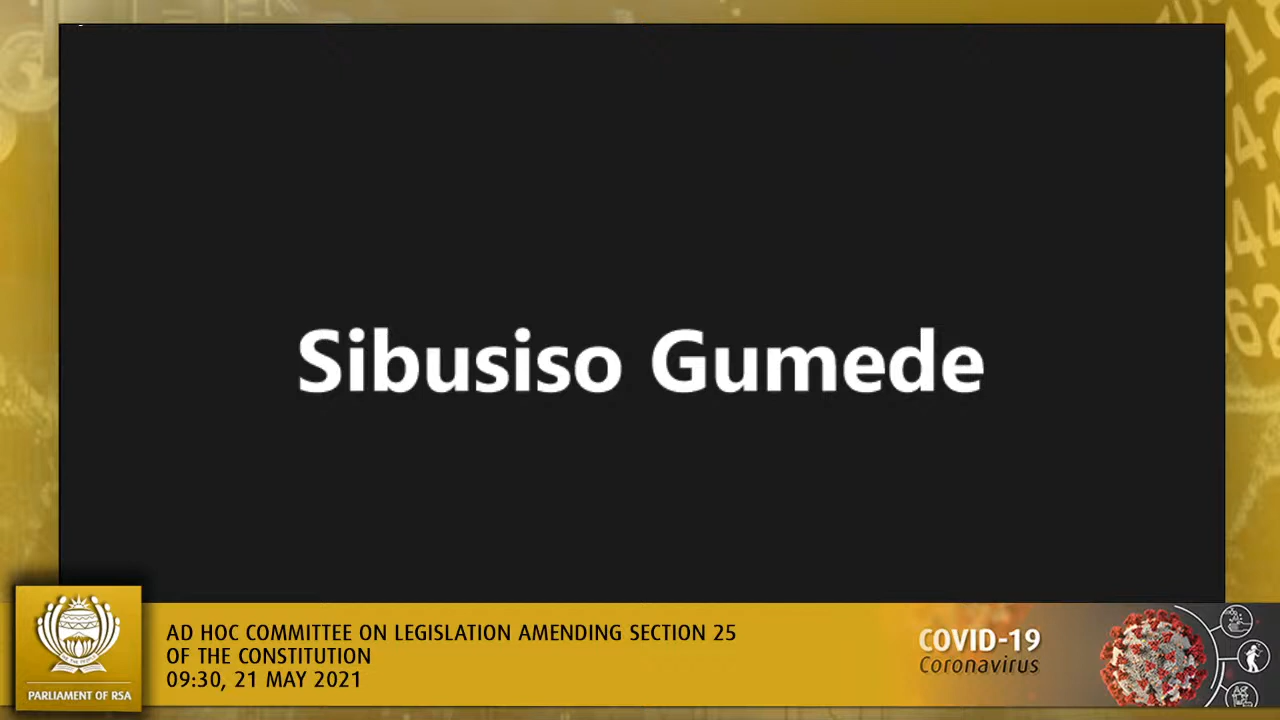 Sibusiso Gumede
AD HOC COMMITTEE ON LEGISLATION AMENDING SECTION 25
OF THE CONSTITUTION
09:30, 21 MAY 2021
PARLIAMENT OF RSA
COVID-19
Coronavirus